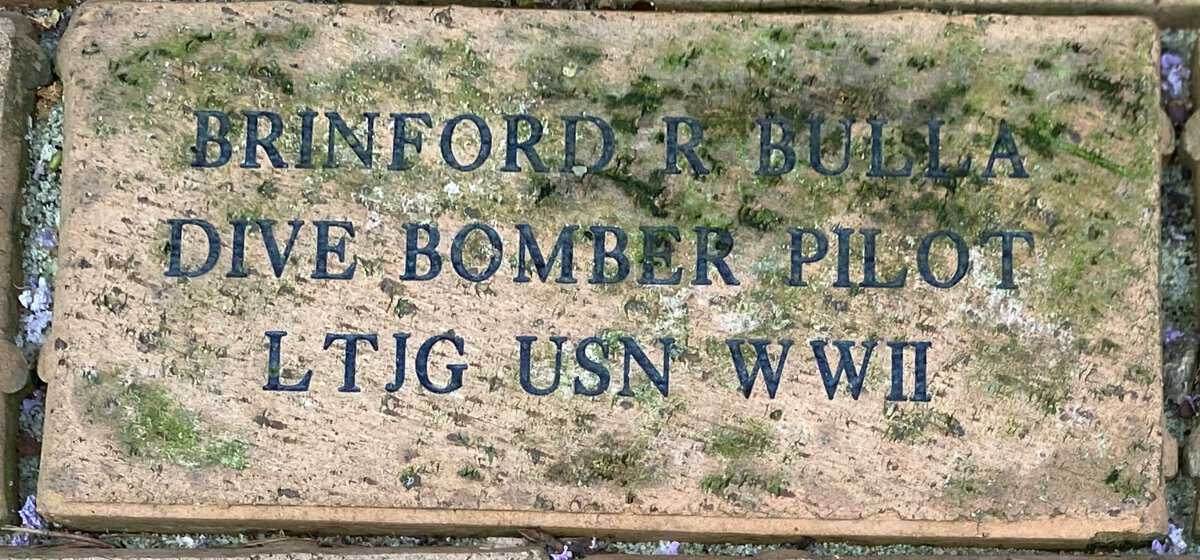 BRINFORD R BULLA
DIVE BOMBER PILOT
LTJG USN WWII